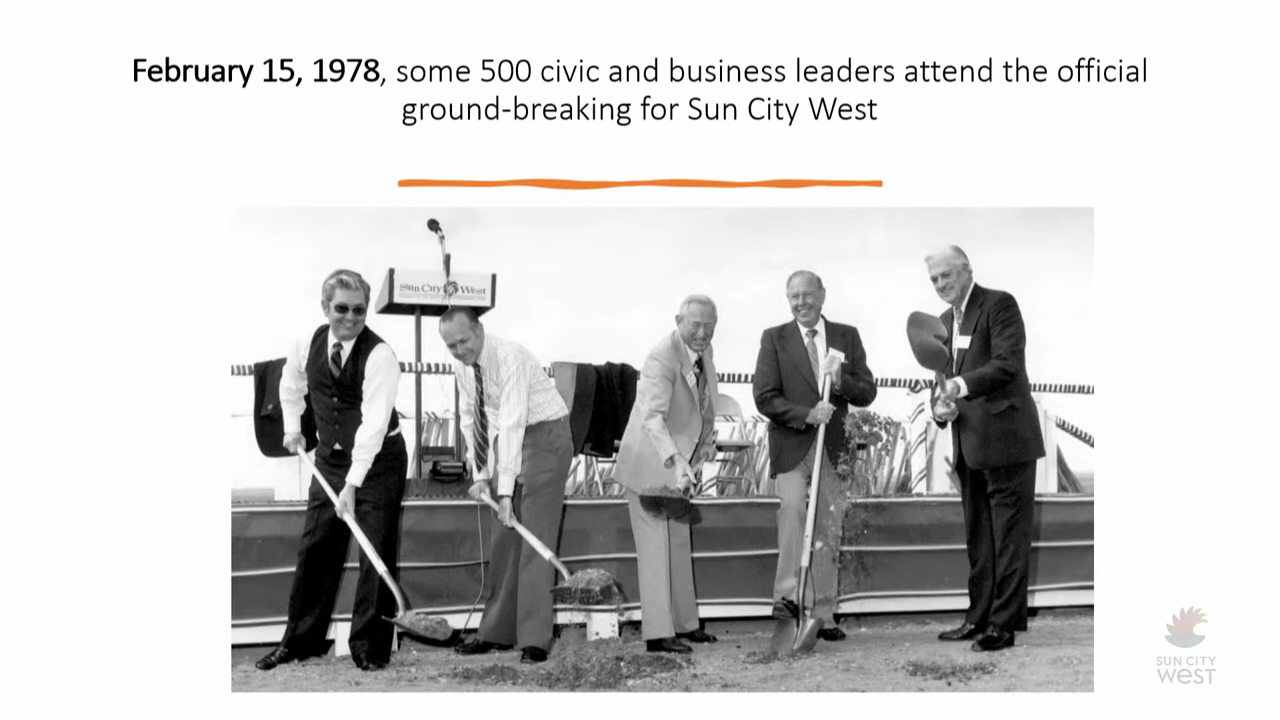 February 15, 1978, some 500 civic and business leaders attend the official
ground-breaking for Sun City West
Sun City West
SUN CITY
west